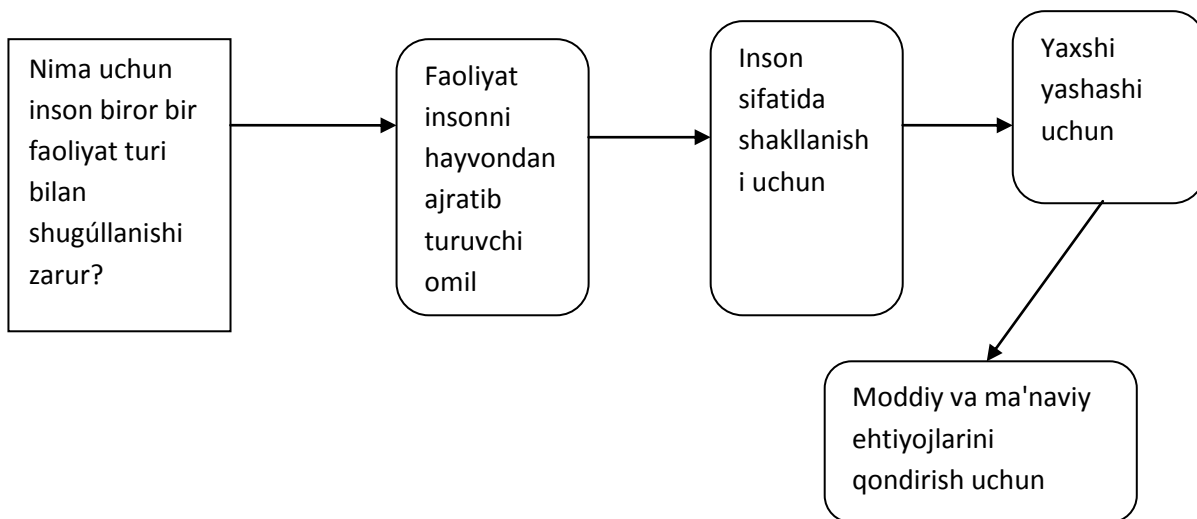 Nima uchun
inson biror bir
faoliyat turi
bilan
shugúllanishi
zarur?
Faoliyat
insonni
hayvondan
ajratib
turuvchi
omil
Inson
sifatida
shakllanish
i uchun
Yaxshi
yashashi
uchun
Moddiy va ma'naviy
ehtiyojlarini
qondirish uchun